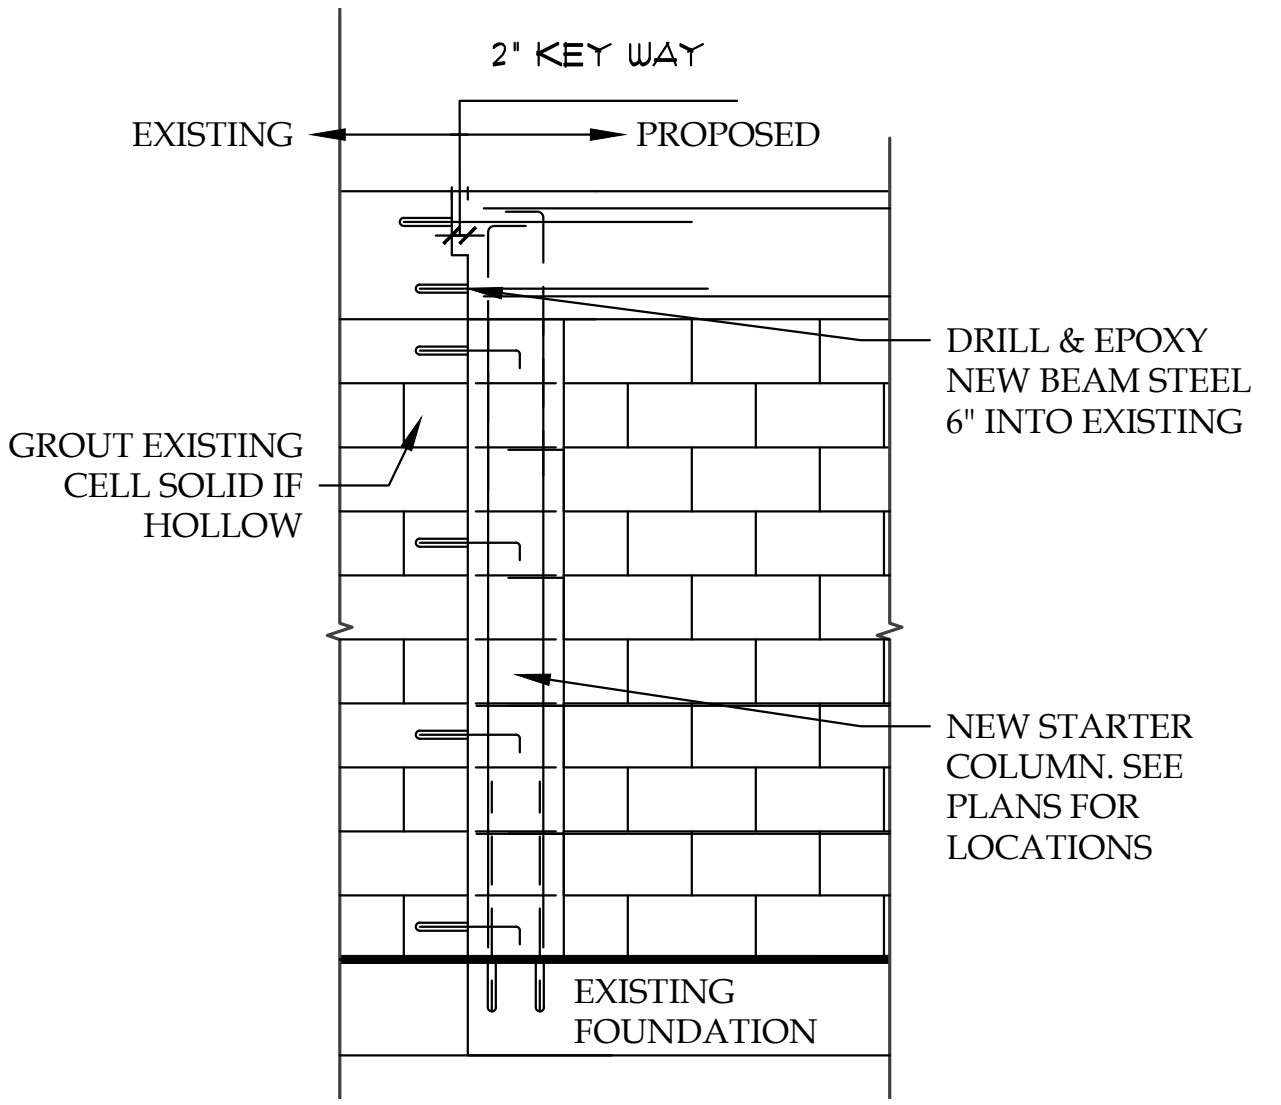 2" KEY WAY
EXISTING
PROPOSED
DRILL & EPOXY
NEW BEAM STEEL
6" INTO EXISTING
GROUT EXISTING
CELL SOLID IF
HOLLOW
NEW STARTER
COLUMN. SEE
PLANS FOR
LOCATIONS
EXISTING
FOUNDATION